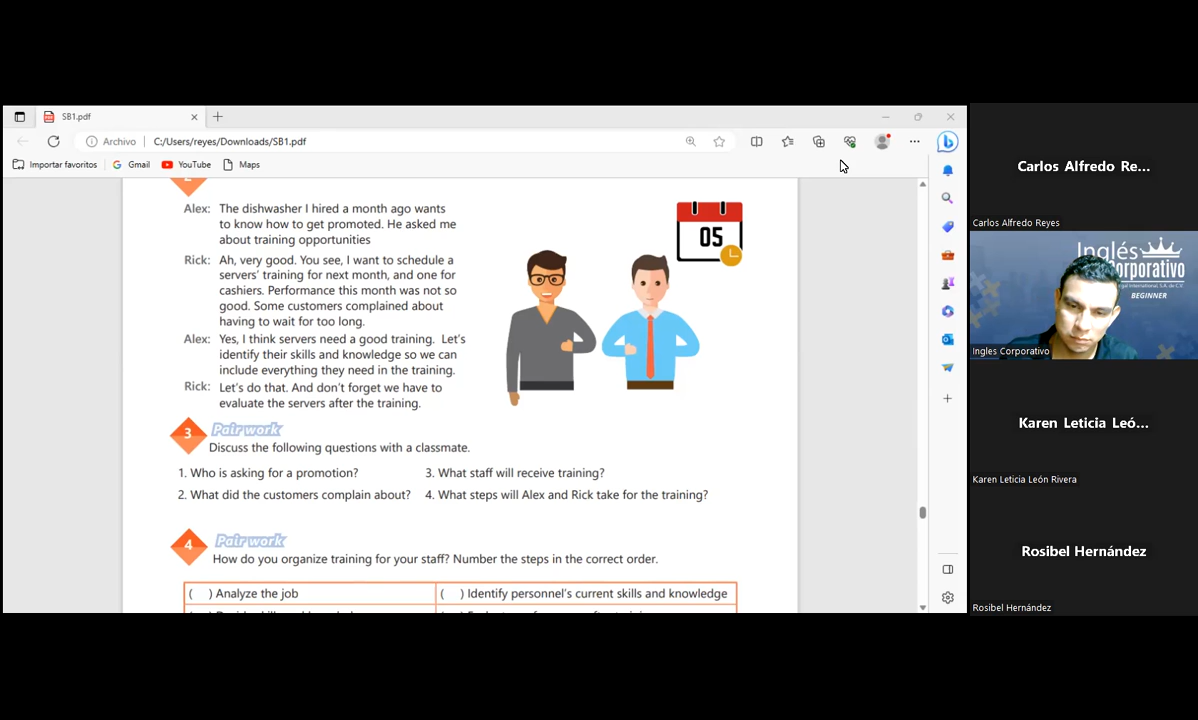 SB1.pdf
Archivo
C:/Users/reyes/Downloads/SB1.pdf
Importar favoritos
Gmail
YouTube
Maps
Alex: The dishwasher I hired a month ago wants
to know how to get promoted. He asked me
about training opportunities
Rick: Ah, very good. You see, I want to schedule a
servers' training for next month, and one for
cashiers. Performance this month was not so
good. Some customers complained about
having to wait for too long.
Alex: Yes, I think servers need a good training. Let's
identify their skills and knowledge so we can
include everything they need in the training.
Rick: Let's do that. And don't forget we have to
evaluate the servers after the training.
05
3 Pair work
Discuss the following questions with a classmate.
1. Who is asking for a promotion?
2. What did the customers complain about?
3. What staff will receive training?
4. What steps will Alex and Rick take for the training?
4 Pair work
How do you organize training for your staff? Number the steps in the correct order.
( ) Analyze the job
( ) Identify personnel's current skills and knowledge
Carlos Alfredo Re...
Carlos Alfredo Reyes
Inglés
Corporativo
BEGINNER
Ingles Corporativo
Karen Leticia Leó...
Karen Leticia León Rivera
Rosibel Hernández
Rosibel Hernández